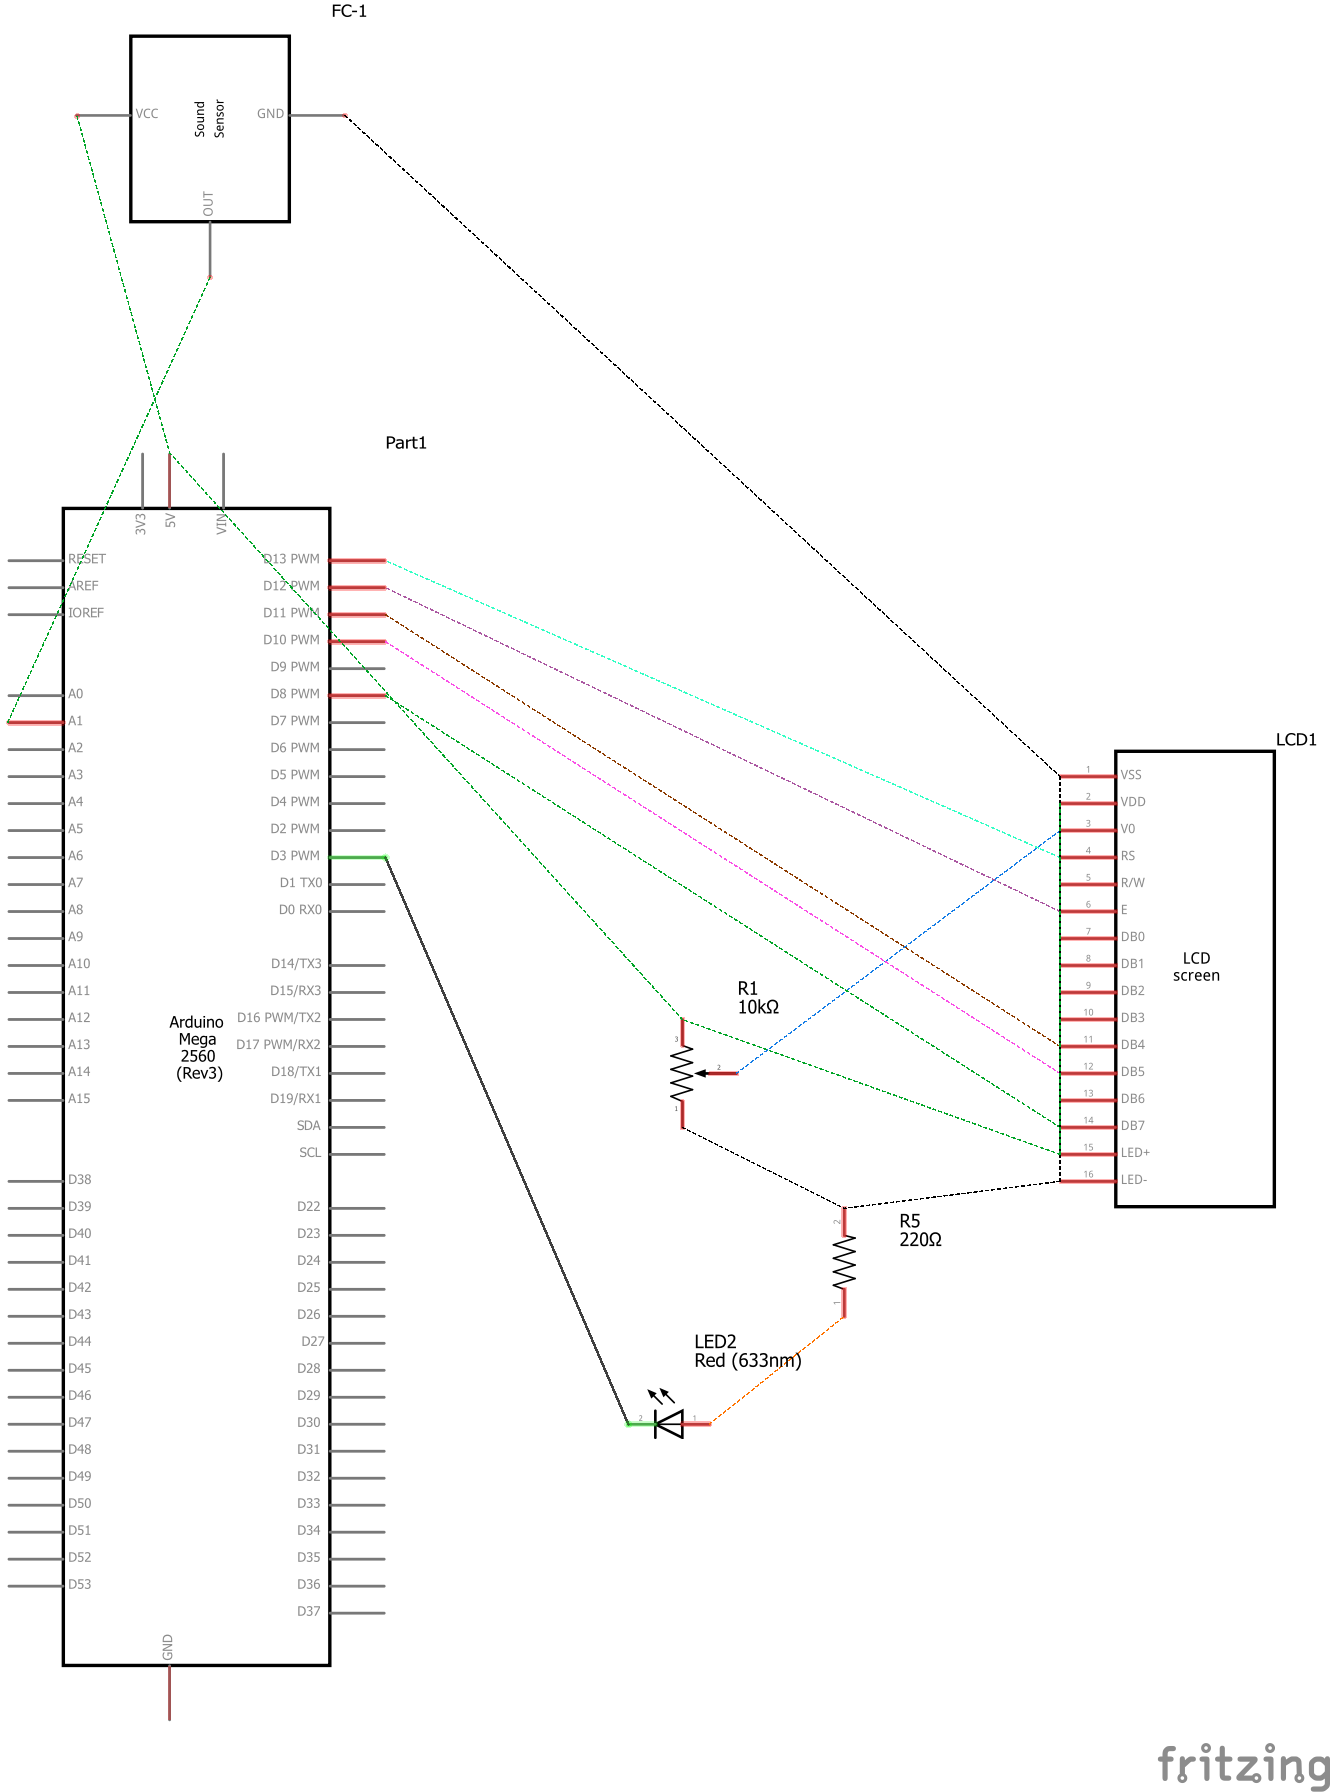 FC-1
VCC
Sound
Sensor
GND
OUT
Part1
3V3
5V
VIN
RESET
AREF
IOREF
A0
A1
A2
A3
A4
A5
A6
A7
A8
A9
A10
A11
A12
A13
A14
A15
D38
D39
D40
D41
D42
D43
D44
D45
D46
D47
D48
D49
D50
D51
D52
D53
Arduino
Mega
2560
(Rev3)
D13 PWM
D12 PWM
D11 PWM
D10 PWM
D9 PWM
D8 PWM
D7 PWM
D6 PWM
D5 PWM
D4 PWM
D2 PWM
D3 PWM
D1 TX0
D0 RX0
D14/TX3
D15/RX3
D16 PWM/TX2
D17 PWM/RX2
D18/TX1
D19/RX1
SDA
SCL
D22
D23
D24
D25
D26
D27
D28
D29
D30
D31
D32
D33
D34
D35
D36
D37
GND
R1
10kΩ
3
2
1
R5
220Ω
2
1
LED2
Red (633nm)
2
1
LCD1
1 VSS
2 VDD
3 V0
4 RS
5 R/W
6 E
7 DB0
8 DB1
9 DB2
10 DB3
11 DB4
12 DB5
13 DB6
14 DB7
15 LED+
16 LED-
LCD
screen
fritzing